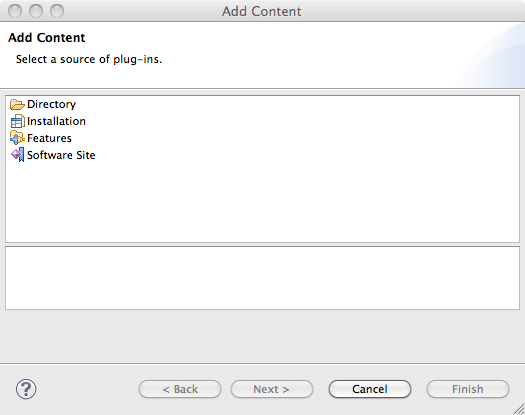 Add Content
Add Content
Select a source of plug-ins.
Directory
Installation
Features
Software Site
?
< Back
Next >
Cancel
Finish